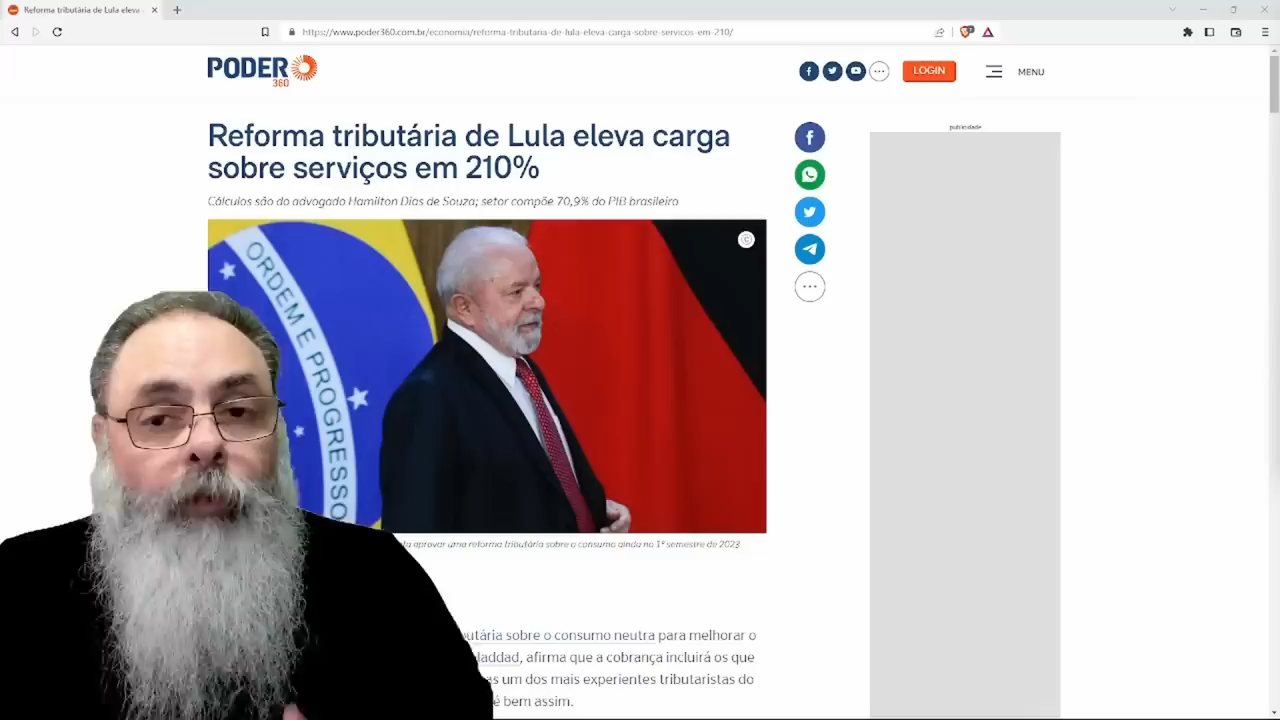 Reforma tributária de Lula eleva
https://www.poder360.com.br/economia/reforma-tributaria-de-lula-eleva-carga-sobre-servicos-em-210/
PODER
360
LOGIN
MENU
publicidade
Reforma tributária de Lula eleva carga
sobre serviços em 210%
Cálculos são do advogado Hamilton Dias de Souza; setor compõe 70,9% do PIB brasileiro
ORDEM E PROGRESSO
aprovar uma reforma tributária sobre o consumo ainda no 1º semestre de 2023
butária sobre o consumo neutra para melhorar o
Haddad, afirma que a cobrança incluirá os que
as um dos mais experientes tributaristas do
é bem assim.